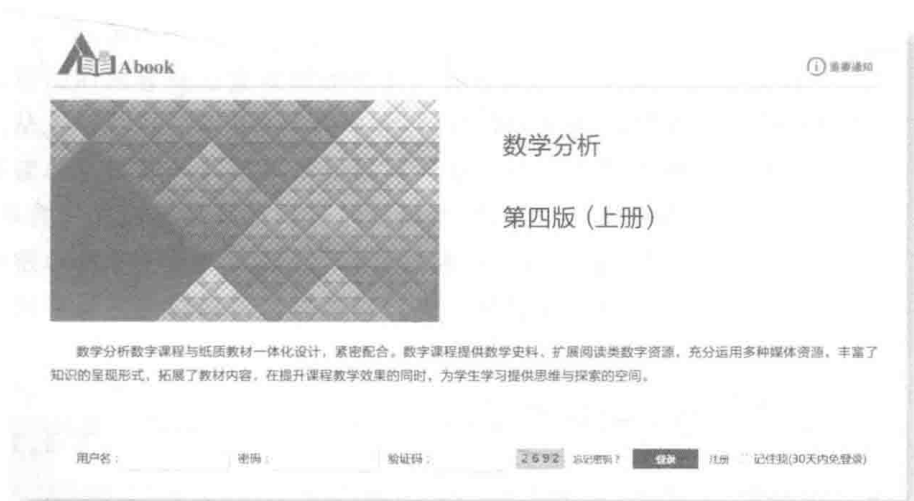 Abook
重要通知
数学分析
第四版（上册）
数学分析数字课程与纸质教材一体化设计，紧密配合。数字课程提供数学史料、扩展阅读类数字资源，充分运用多种媒体资源，丰富了
知识的呈现形式，拓展了教材内容，在提升课程教学效果的同时，为学生学习提供思维与探索的空间。
用户名： 密码： 验证码： 2692 忘记密码？ 登录 注册 记住我(30天内免登录)